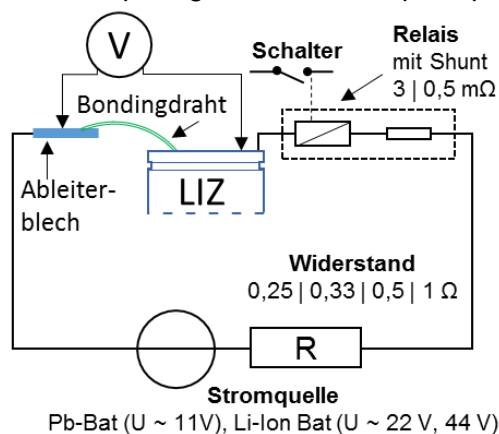 V
Schalter
Relais
mit Shunt
3 | 0,5 mΩ
Bondingdraht
Ableiter-
blech
LIZ
Widerstand
0,25 | 0,33 | 0,5 | 1 Ω
R
Stromquelle
Pb-Bat (U ~ 11V), Li-Ion Bat (U ~ 22 V, 44 V)